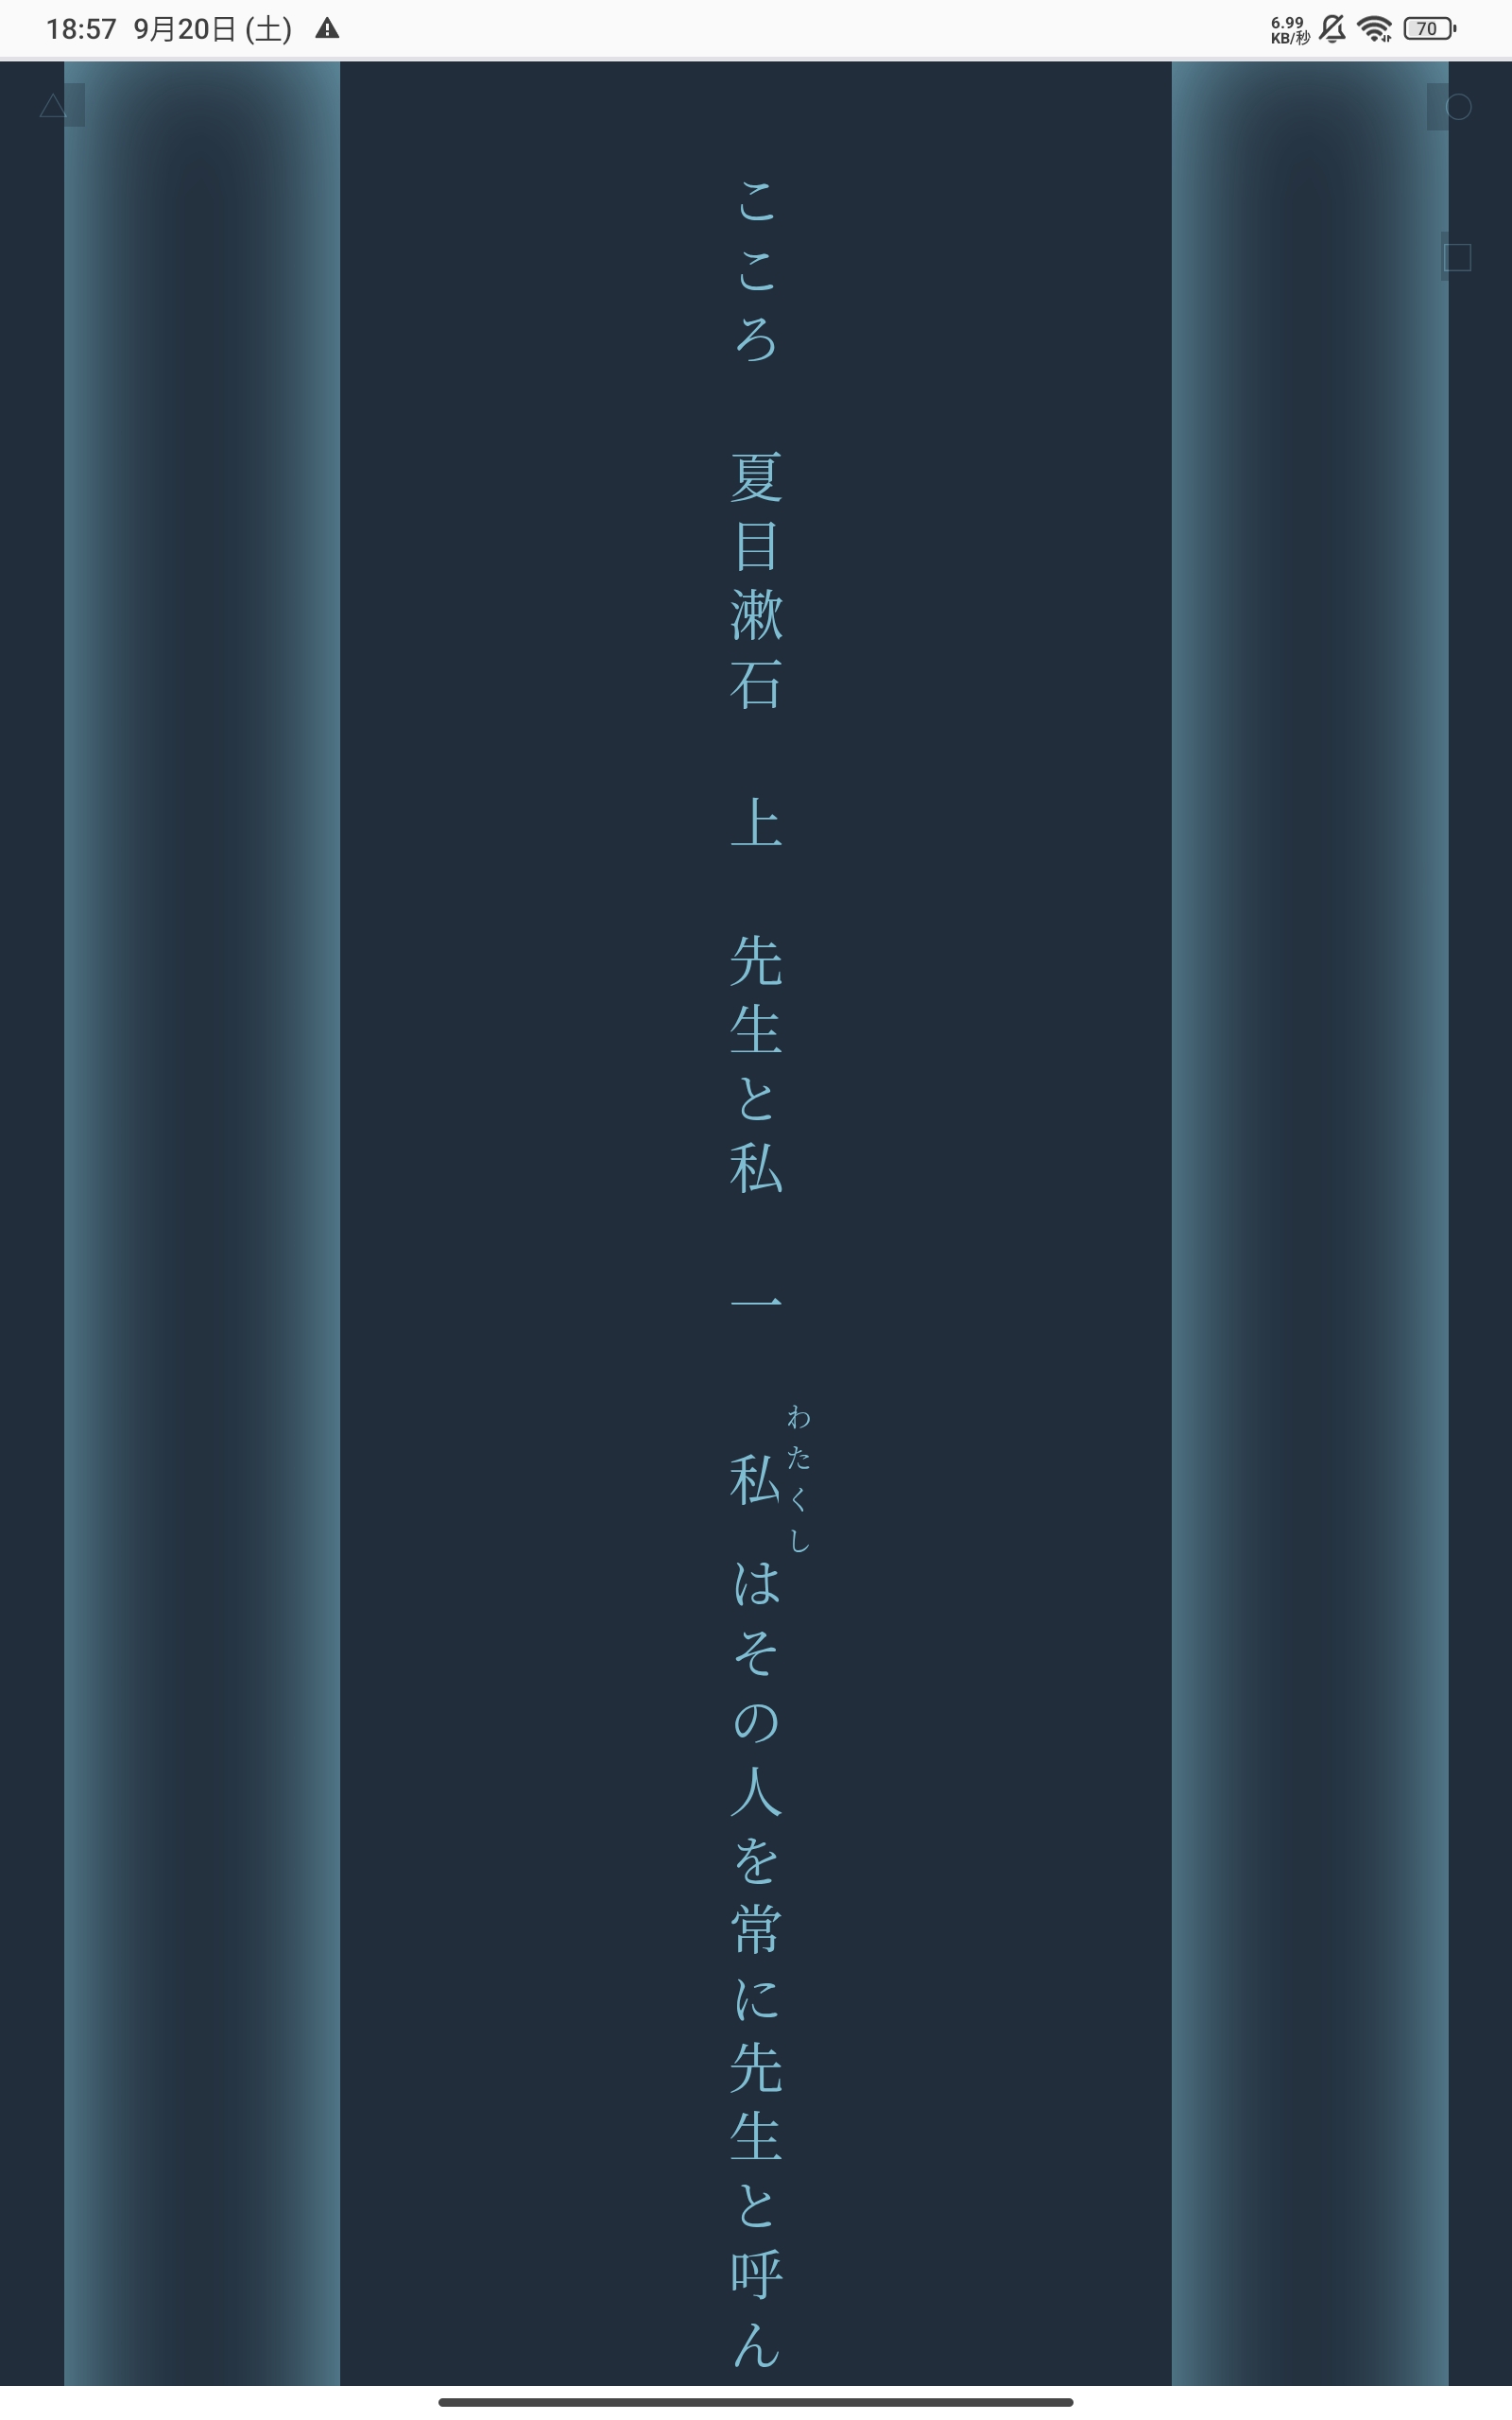 18:57 9月20日 (土)
6.99
KB/秒
70
こころ　夏目漱石　上　先生と私　一　私はその人を常に先生と呼ん
わたくし